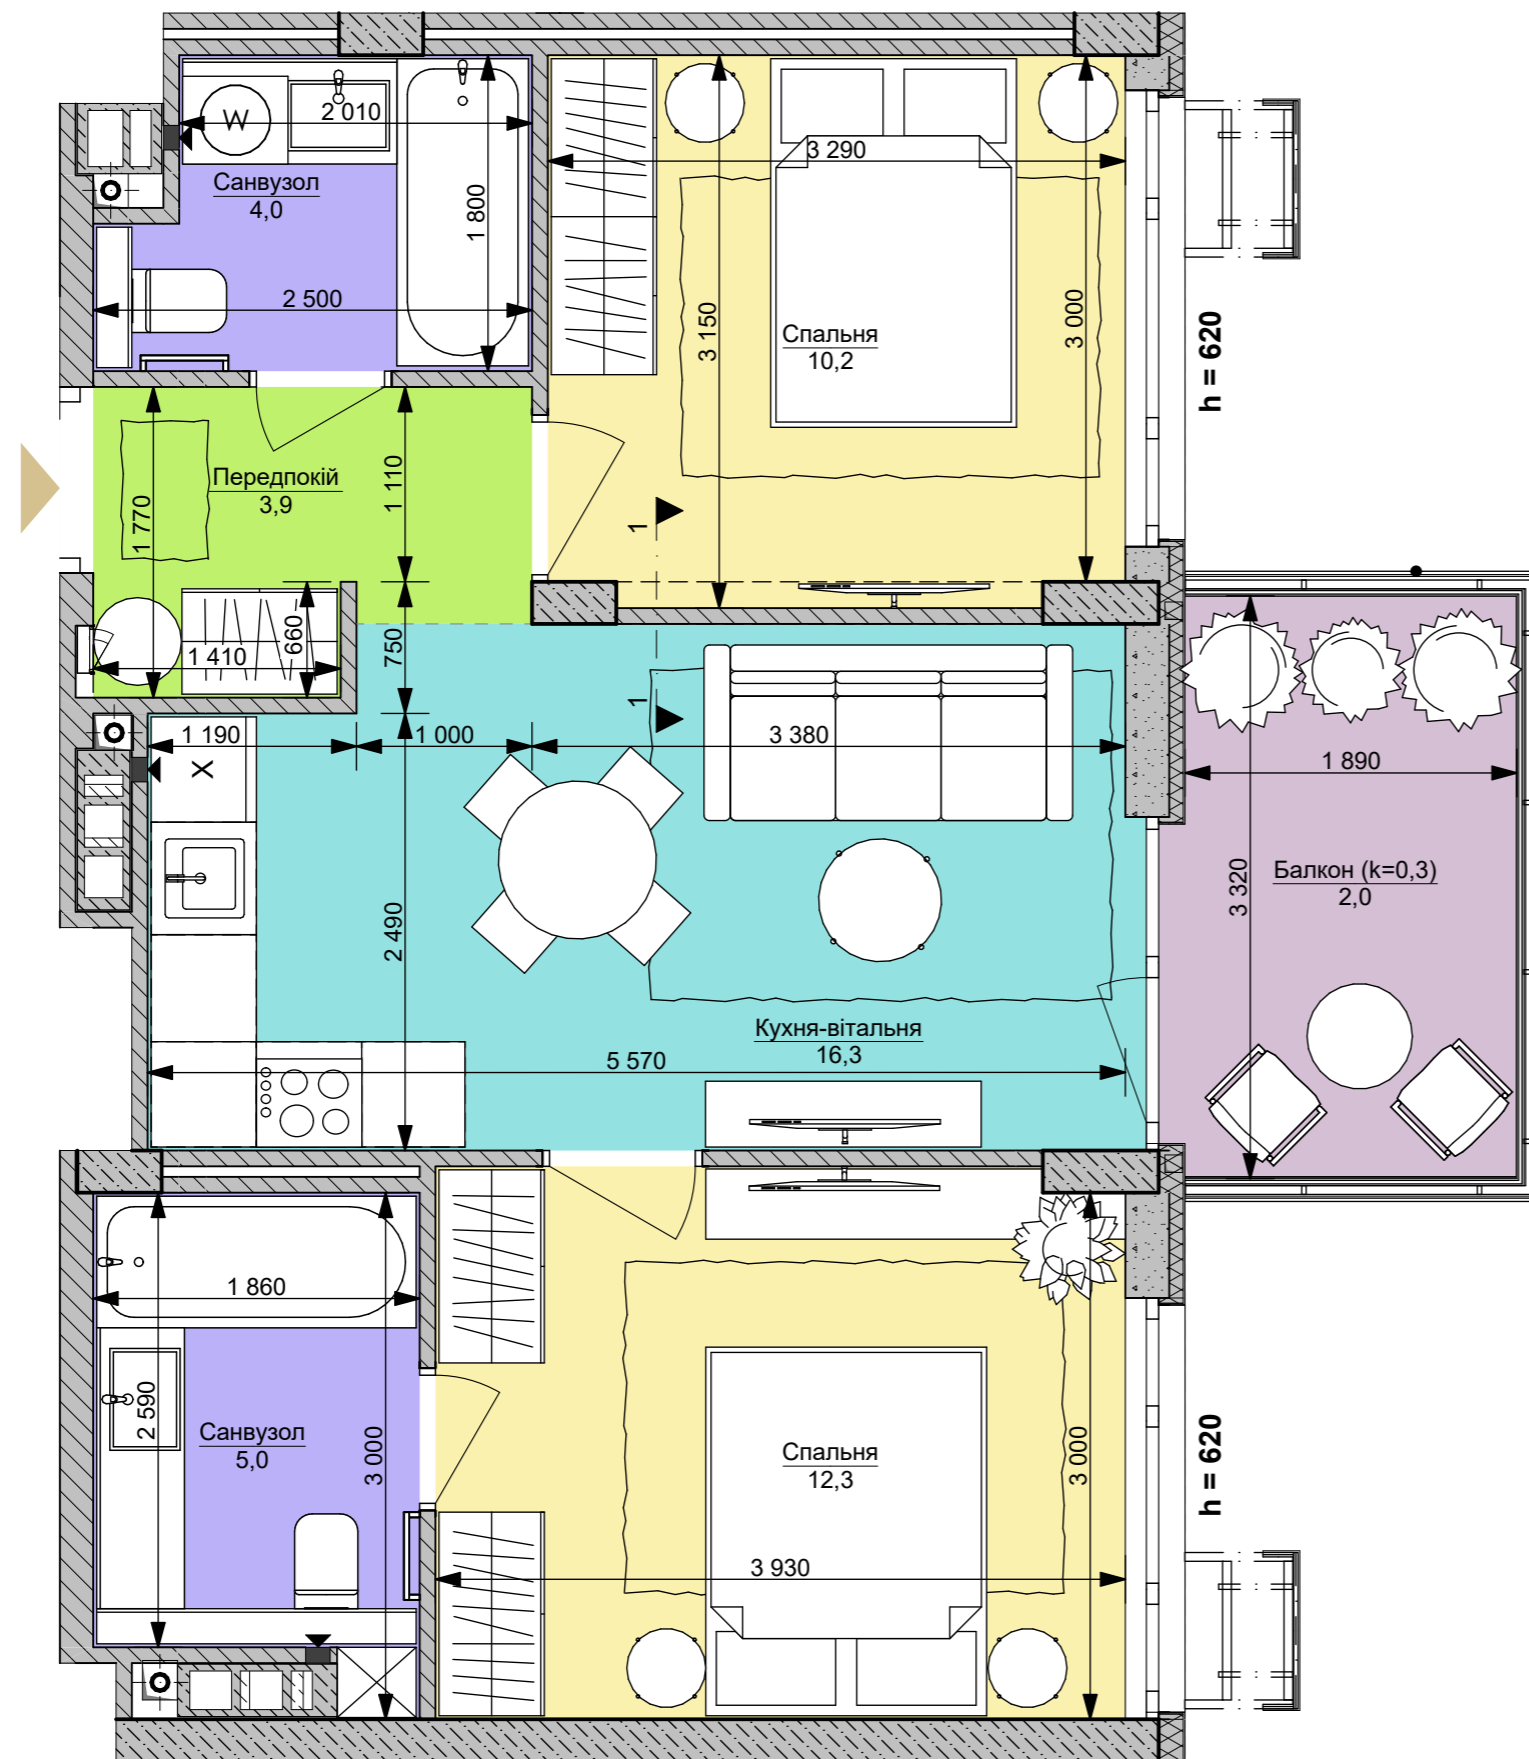 W
2 010
Санвузол
4,0
1 800
2 500
3 290
3 150
3 000
Спальня
10,2
h = 620
Передпокій
3,9
1 770
1 110
1
660
1 410
750
1
1 190
1 000
3 380
X
1 890
2 490
3 320
Балкон (k=0,3)
2,0
Кухня-вітальня
16,3
5 570
1 860
2 590
Санвузол
5,0
3 000
Спальня
12,3
3 000
h = 620
3 930